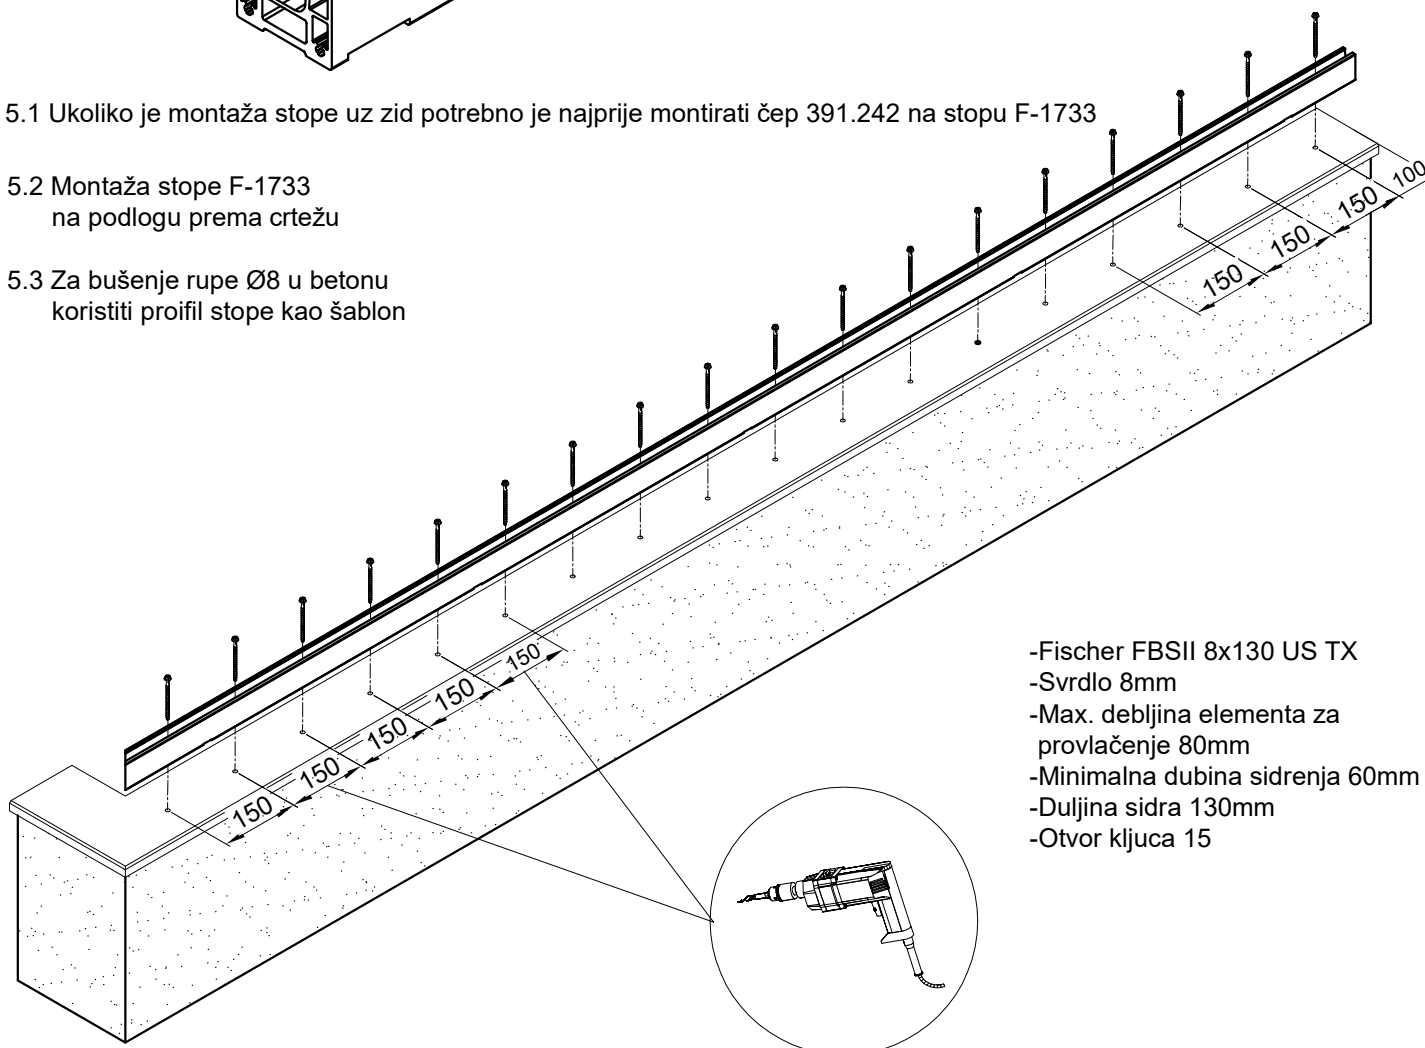 5.1 Ukoliko je montaža stope uz zid potrebno je najprije montirati čep 391.242 na stopu F-1733
5.2 Montaža stope F-1733
na podlogu prema crtežu
5.3 Za bušenje rupe Ø8 u betonu
koristiti proifil stope kao šablon
100
150
150
150
150
150
150
150
150
-Fischer FBSII 8x130 US TX
-Svrdlo 8mm
-Max. debljina elementa za
provlačenje 80mm
-Minimalna dubina sidrenja 60mm
-Duljina sidra 130mm
-Otvor kljuca 15